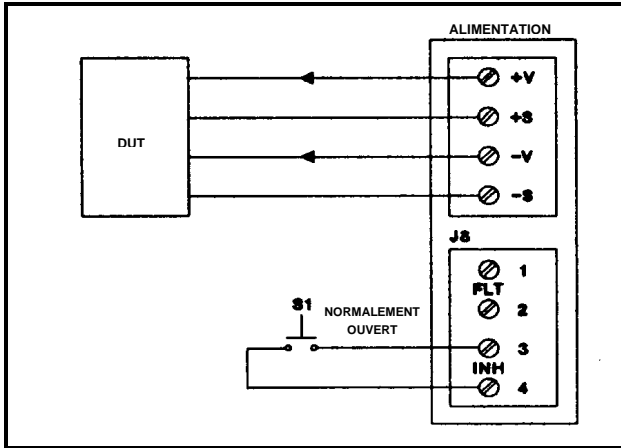 ALIMENTATION
+V
+S
DUT
-V
-S
J8
1
FLT
2
S1
NORMALEMENT
OUVERT
3
INH
4